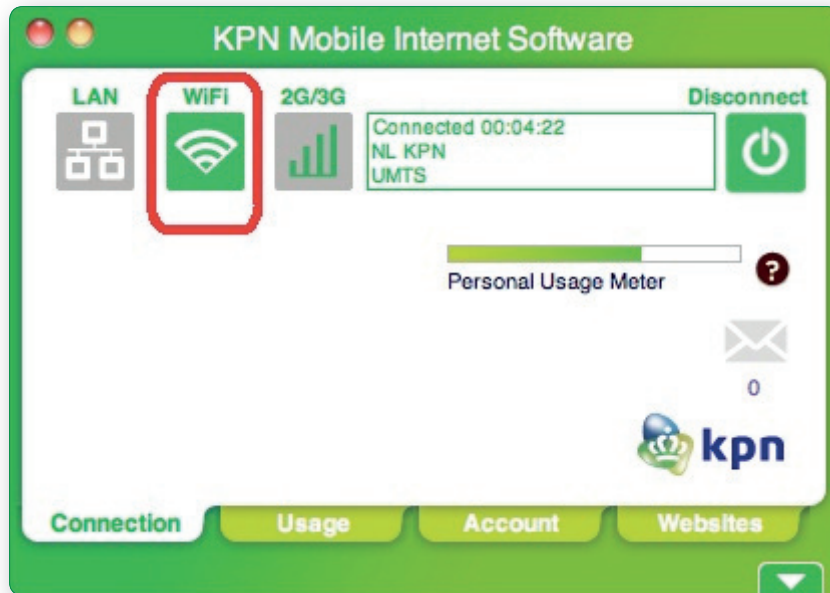 KPN Mobile Internet Software
LAN WiFi 2G/3G Disconnect
Connected 00:04:22
NL KPN
UMTS
?
Personal Usage Meter
0
kpn
Connection Usage Account Websites